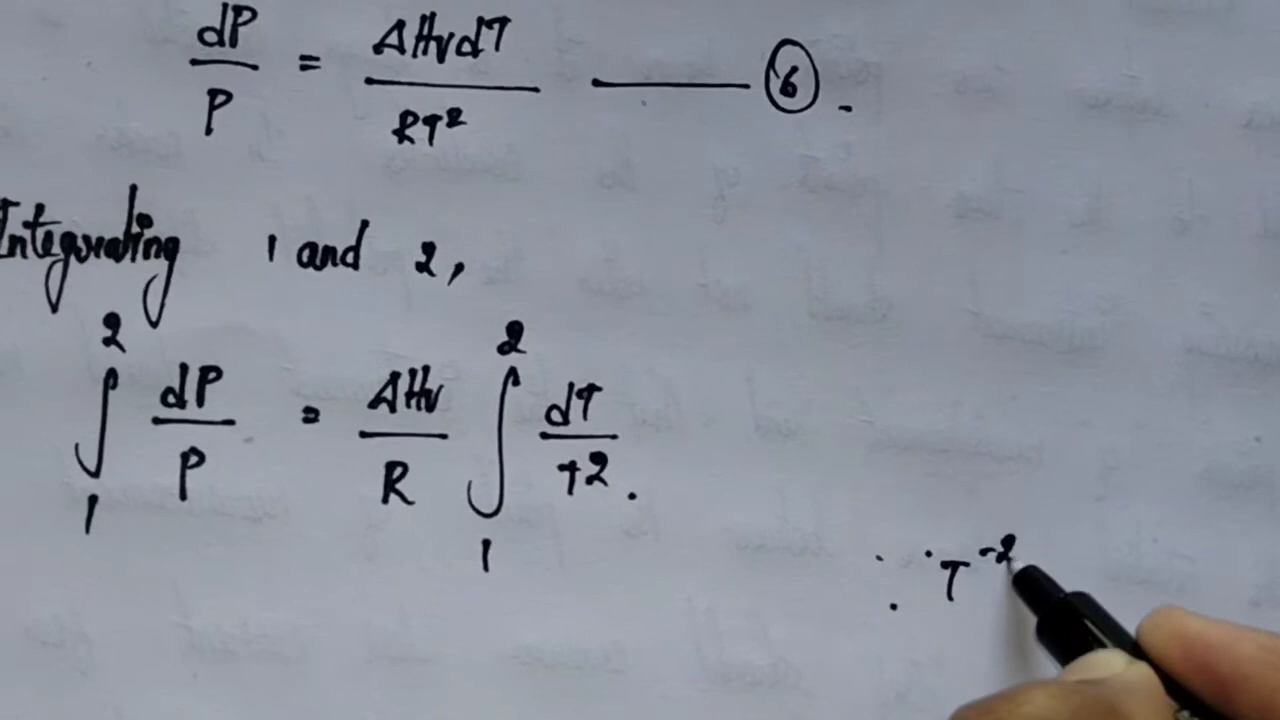 dP/P = ΔHvdT/RT² —— ⑥.
Integrating 1 and 2,
∫₁² dP/P = ΔHv/R ∫₁² dT/T².
∵ T⁻²